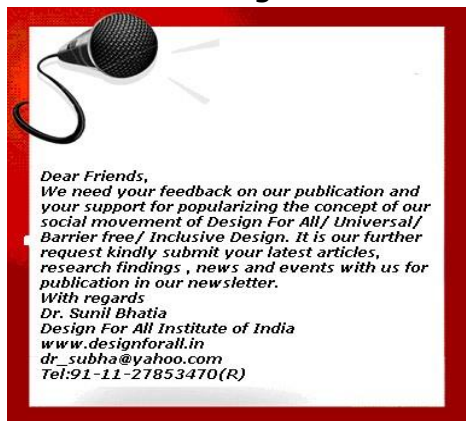 Dear Friends,
We need your feedback on our publication and
your support for popularizing the concept of our
social movement of Design For All/ Universal/
Barrier free/ Inclusive Design. It is our further
request kindly submit your latest articles,
research findings , news and events with us for
publication in our newsletter.
With regards
Dr. Sunil Bhatia
Design For All Institute of India
www.designforall.in
dr_subha@yahoo.com
Tel:91-11-27853470(R)